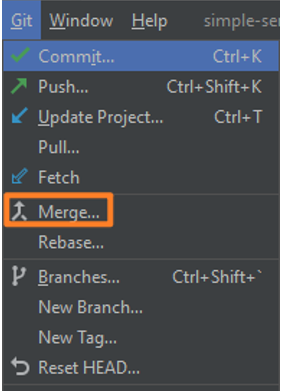 Git Window Help simple-se
Commit... Ctrl+K
Push... Ctrl+Shift+K
Update Project... Ctrl+T
Pull...
Fetch
Merge...
Rebase...
Branches... Ctrl+Shift+`
New Branch...
New Tag...
Reset HEAD...